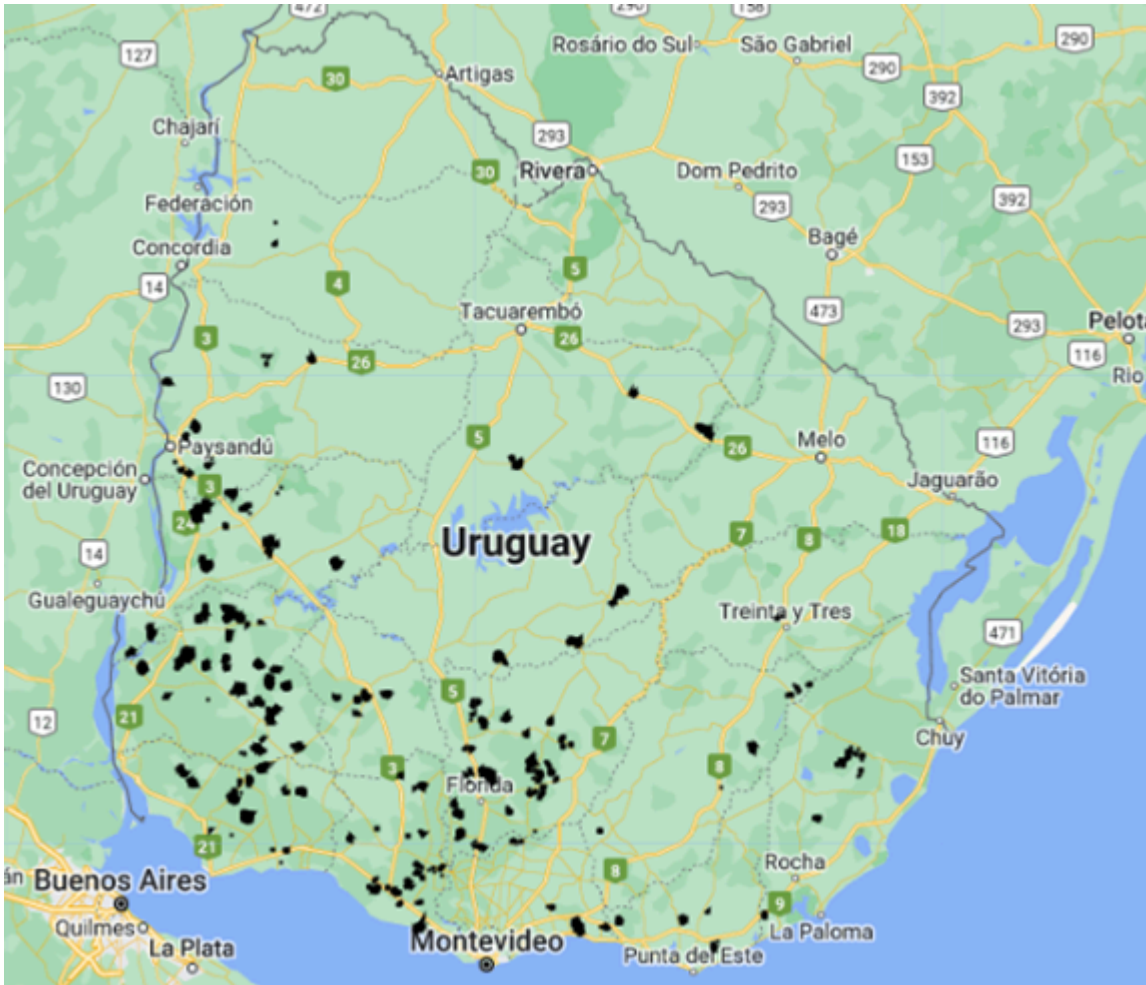 472
290
158
Rosário do Sul
São Gabriel
290
127
30
Artigas
290
392
Chajarí
293
153
30
Rivera
Dom Pedrito
392
Federación
293
Bagé
Concordia
14
5
4
473
Tacuarembó
3
26
293
Pelota
26
116
130
Rio
5
Paysandú
26
Melo
116
Concepción
del Uruguay
3
Jaguarão
24
7
8
18
Uruguay
14
Gualeguaychú
Treinta y Tres
471
Santa Vitória
do Palmar
5
21
12
7
Chuy
3
8
Florida
21
Rocha
8
án
Buenos Aires
9
Quilmes
La Paloma
Montevideo
La Plata
Punta del Este